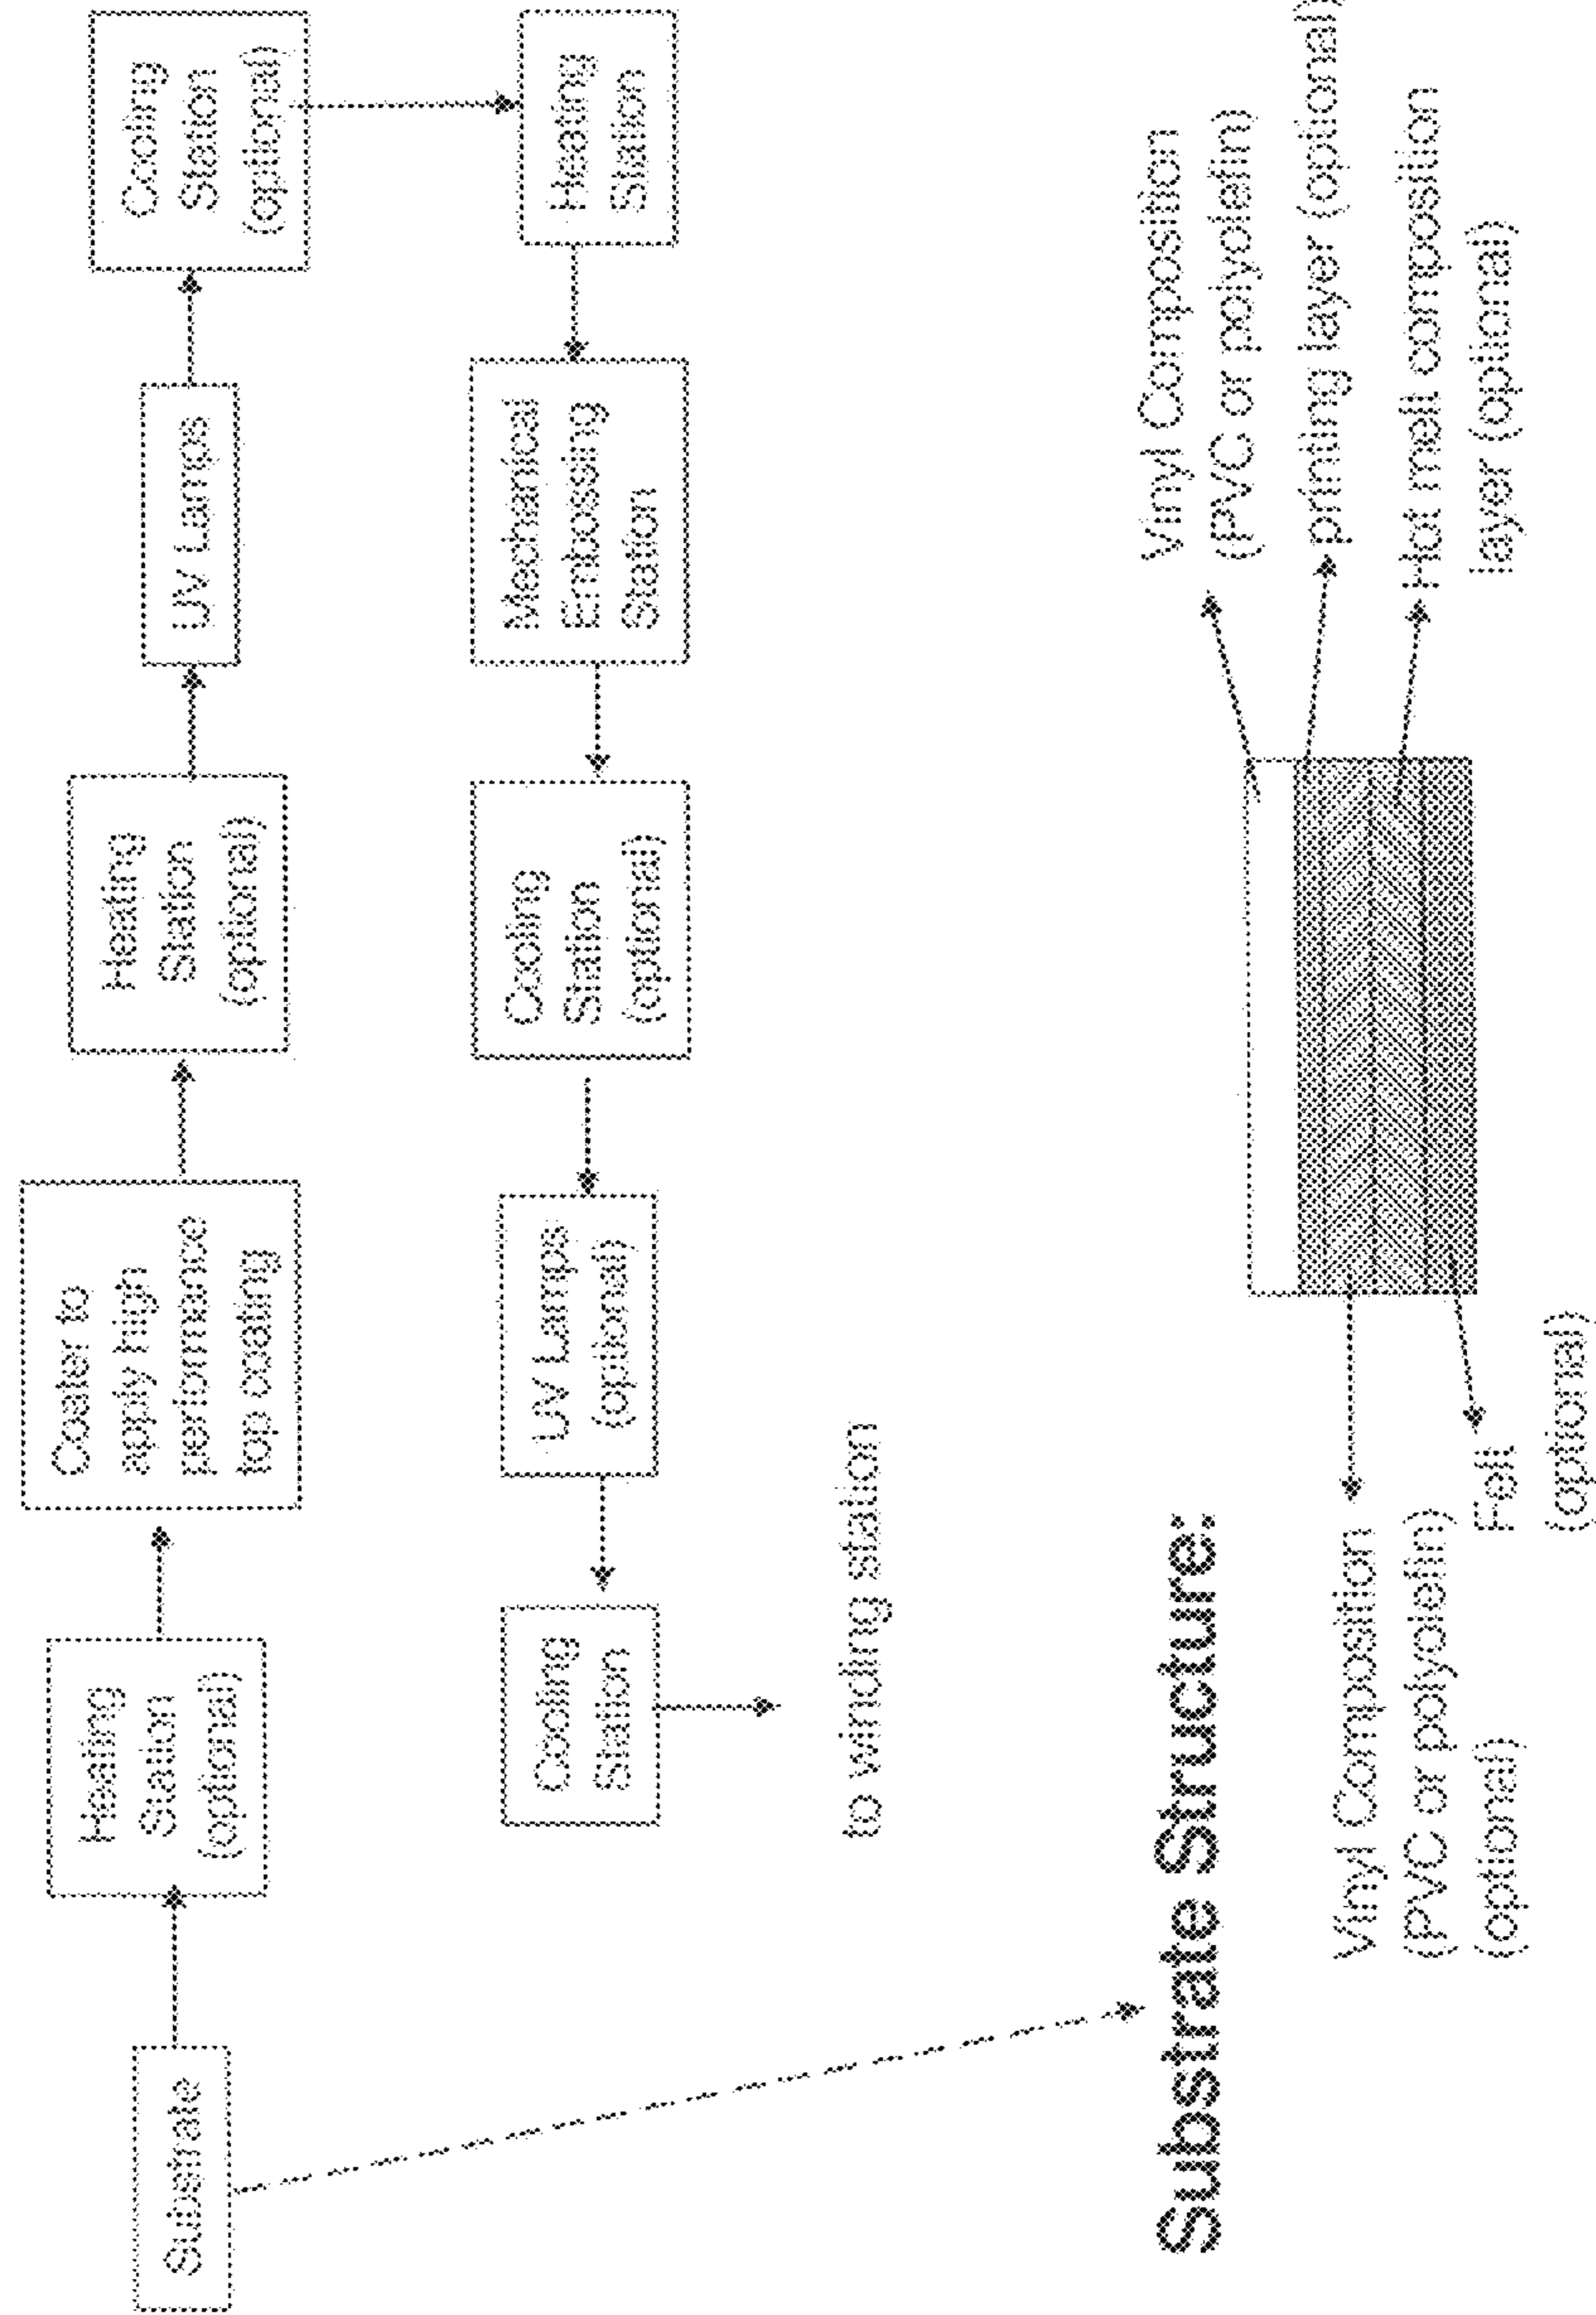 Substrate
Heating
Station
(optional)
Coater to
apply high
performance
top coating
Heating
Station
(optional)
UV Lamps
Cooling
Station
(optional)
Heating
Station
Mechanical
Embossing
Station
Cooling
Station
(optional)
UV Lamps
(optional)
Cooling
Station
to winding station
Substrate Structure:
Vinyl Composition
(PVC or polyolefin)
printing layer (optional)
Hot melt composition
layer (optional)
Vinyl Composition
(PVC or polyolefin)
(optional)
Felt
(optional)